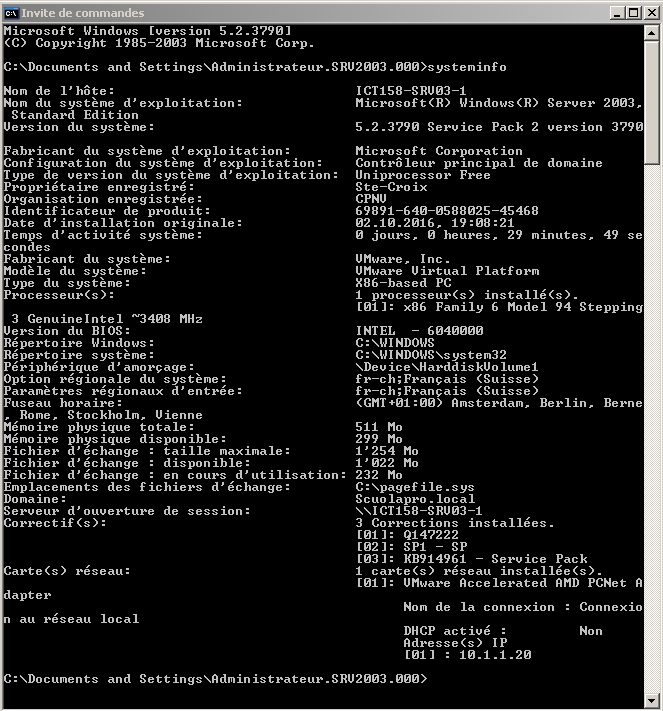 Invite de commandes
Microsoft Windows [version 5.2.3790]
(C) Copyright 1985-2003 Microsoft Corp.
C:\Documents and Settings\Administrateur.SRV2003.000>systeminfo
Nom de l'hôte: ICT158-SRV03-1
Nom du système d'exploitation: Microsoft(R) Windows(R) Server 2003,
Standard Edition
Version du système: 5.2.3790 Service Pack 2 version 3790
Fabricant du système d'exploitation: Microsoft Corporation
Configuration du système d'exploitation: Contrôleur principal de domaine
Type de version du système d'exploitation: Uniprocessor Free
Propriétaire enregistré: Ste-Croix
Organisation enregistrée: CPNV
Identificateur de produit: 69891-640-0588025-45468
Date d'installation originale: 02.10.2016, 19:08:21
Temps d'activité système: 0 jours, 0 heures, 29 minutes, 49 se
condes
Fabricant du système: VMware, Inc.
Modèle du système: VMware Virtual Platform
Type du système: X86-based PC
Processeur(s): 1 processeur(s) installé(s).
[01]: x86 Family 6 Model 94 Stepping
3 GenuineIntel ~3408 MHz
Version du BIOS: INTEL - 6040000
Répertoire Windows: C:\WINDOWS
Répertoire système: C:\WINDOWS\system32
Périphérique d'amorçage: \Device\HarddiskVolume1
Option régionale du système: fr-ch;Français (Suisse)
Paramètres régionaux d'entrée: fr-ch;Français (Suisse)
Fuseau horaire: (GMT+01:00) Amsterdam, Berlin, Berne
, Rome, Stockholm, Vienne
Mémoire physique totale: 511 Mo
Mémoire physique disponible: 299 Mo
Fichier d'échange : taille maximale: 1'254 Mo
Fichier d'échange : disponible: 1'022 Mo
Fichier d'échange : en cours d'utilisation: 232 Mo
Emplacements des fichiers d'échange: C:\pagefile.sys
Domaine: Scuolapro.local
Serveur d'ouverture de session: \\ICT158-SRV03-1
Correctif(s): 3 Corrections installées.
[01]: Q147222
[02]: SP1 - SP
[03]: KB914961 - Service Pack
Carte(s) réseau: 1 carte(s) réseau installée(s).
[01]: VMware Accelerated AMD PCNet A
dapter
Nom de la connexion : Connexio
n au réseau local
DHCP activé : Non
Adresse(s) IP
[01] : 10.1.1.20
C:\Documents and Settings\Administrateur.SRV2003.000>